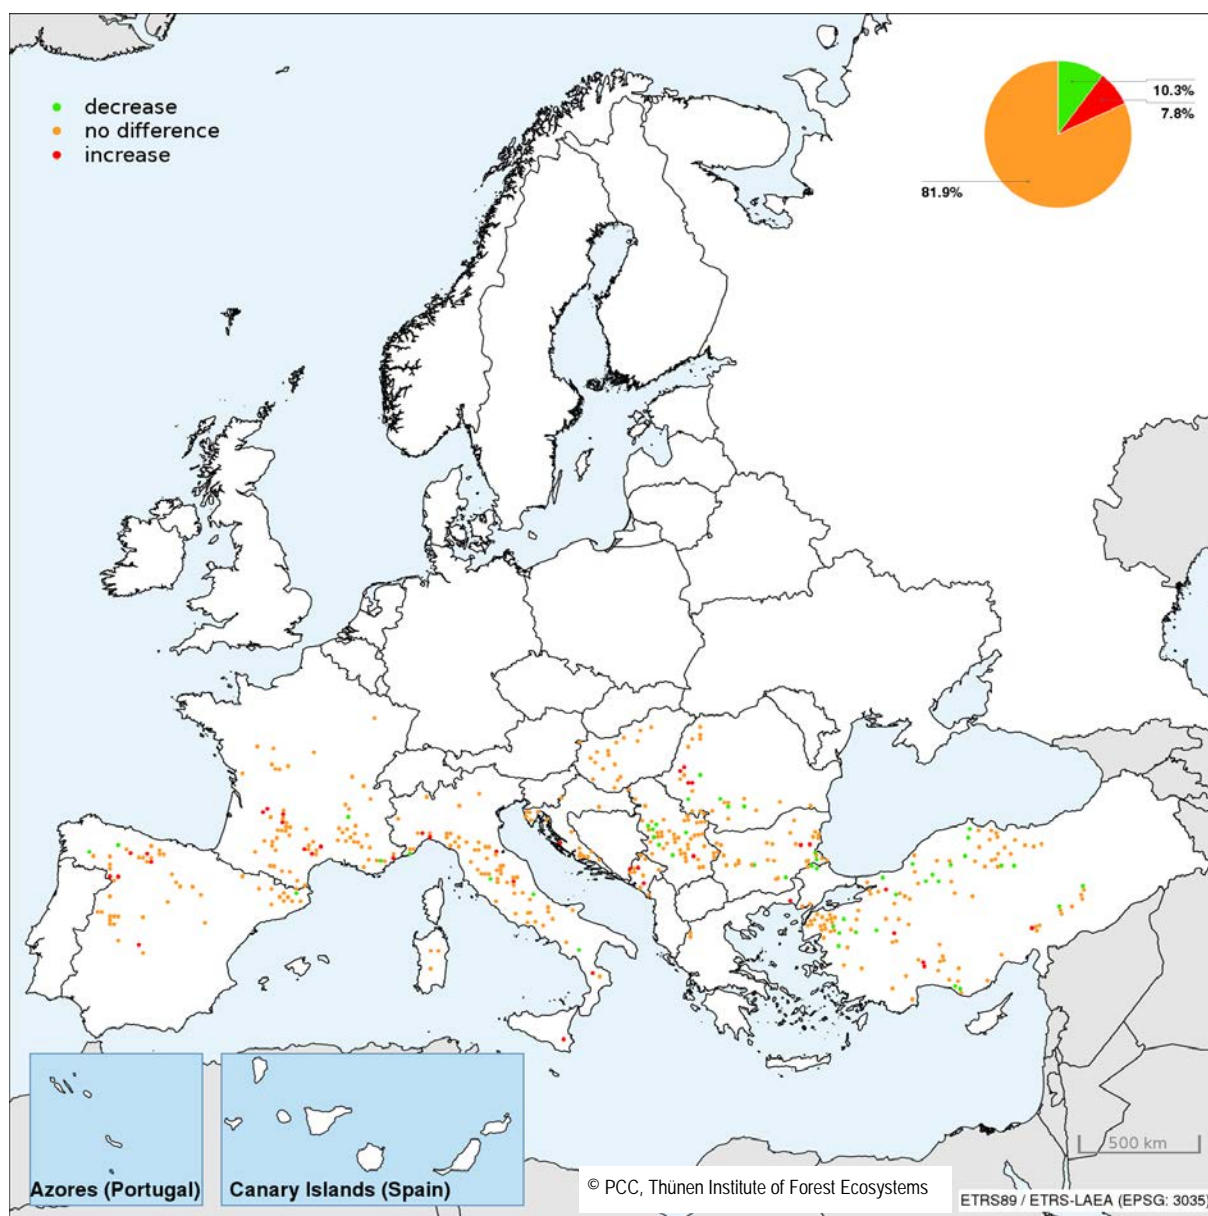 decrease
no difference
increase
10.3%
7.8%
81.9%
500 km
Azores (Portugal)
Canary Islands (Spain)
© PCC, Thünen Institute of Forest Ecosystems
ETRS89 / ETRS-LAEA (EPSG: 3035)